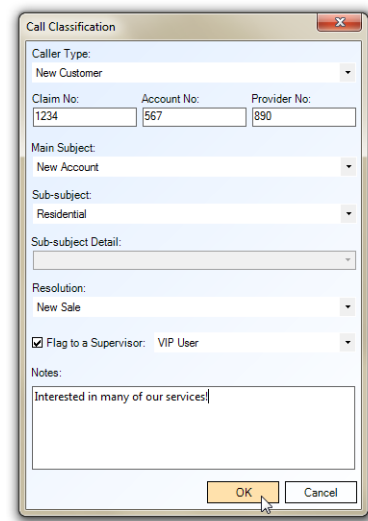 Call Classification
Caller Type:
New Customer
Claim No: Account No: Provider No:
1234 567 890
Main Subject:
New Account
Sub-subject:
Residential
Sub-subject Detail:
Resolution:
New Sale
Flag to a Supervisor: VIP User
Notes:
Interested in many of our services!
OK Cancel